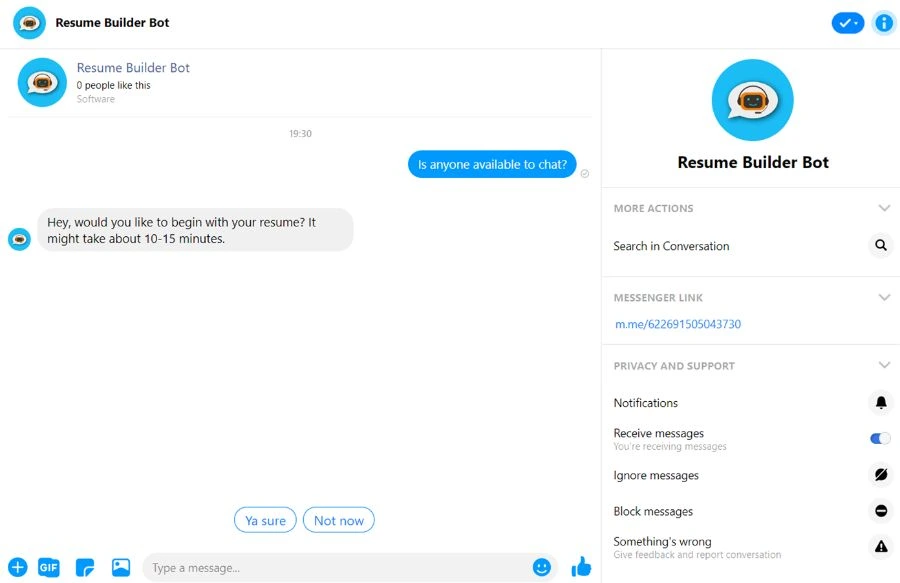 Resume Builder Bot
Resume Builder Bot
0 people like this
Software
19:30
Is anyone available to chat?
Hey, would you like to begin with your resume? It
might take about 10-15 minutes.
Ya sure
Not now
GIF
Type a message...
Resume Builder Bot
MORE ACTIONS
Search in Conversation
MESSENGER LINK
m.me/622691505043730
PRIVACY AND SUPPORT
Notifications
Receive messages
You're receiving messages
Ignore messages
Block messages
Something's wrong
Give feedback and report conversation